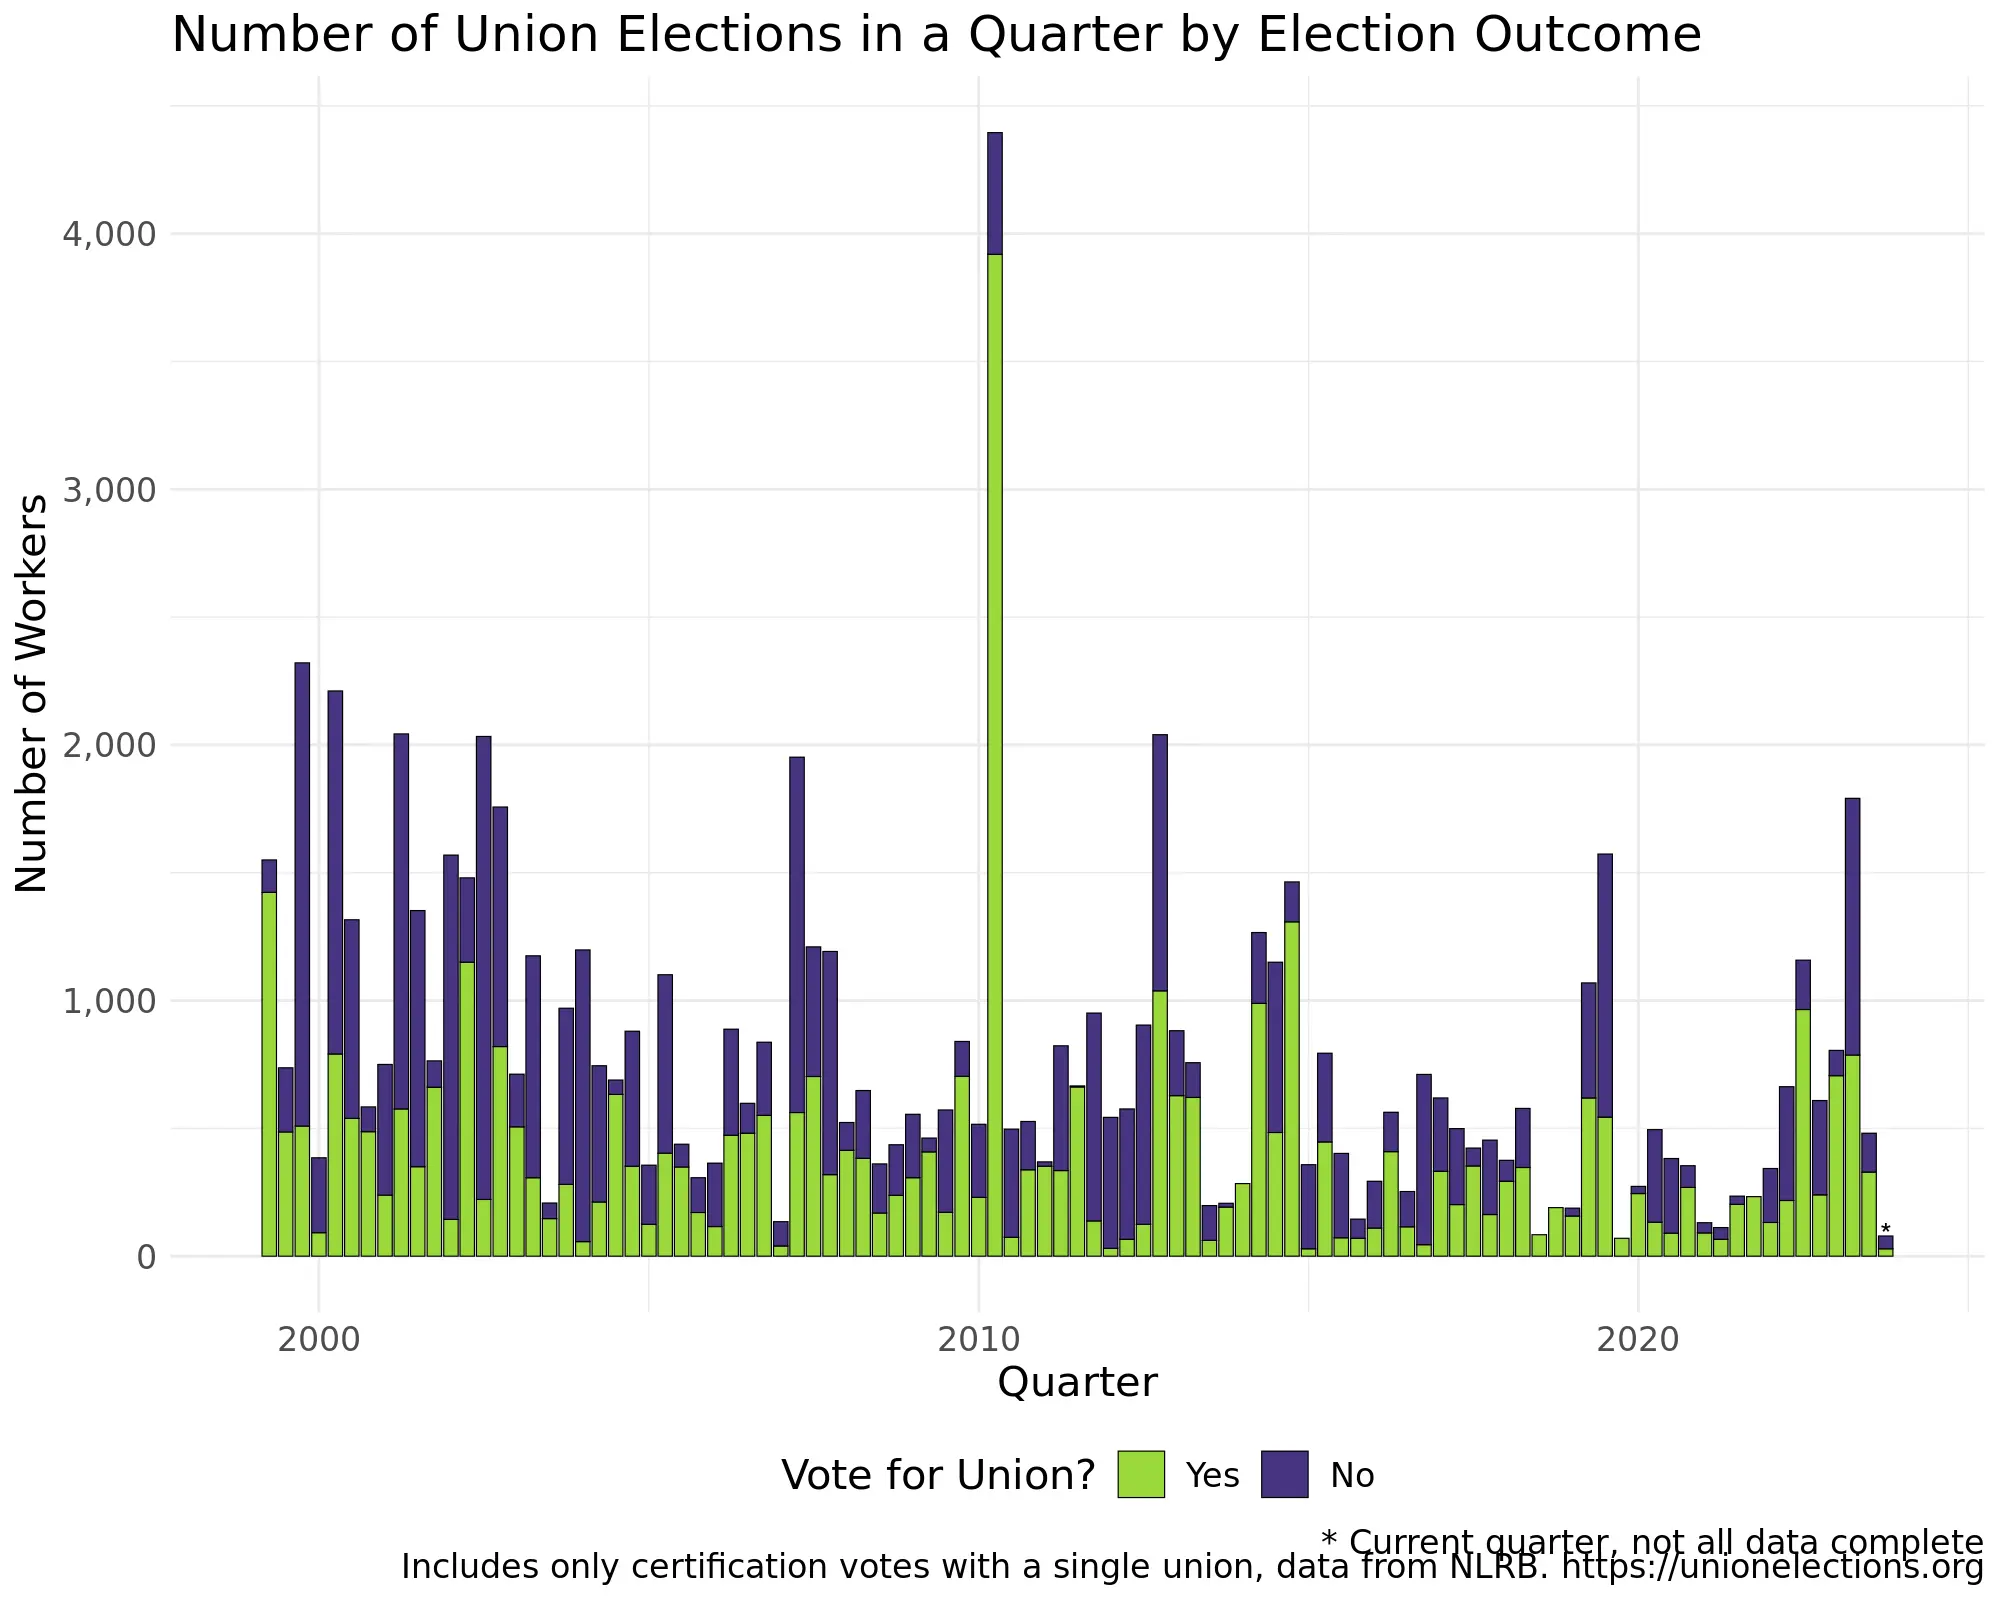 Number of Union Elections in a Quarter by Election Outcome
Number of Workers
4,000
3,000
2,000
1,000
0
*
2000 2010 2020
Quarter
Vote for Union? Yes No
* Current quarter, not all data complete
Includes only certification votes with a single union, data from NLRB. https://unionelections.org